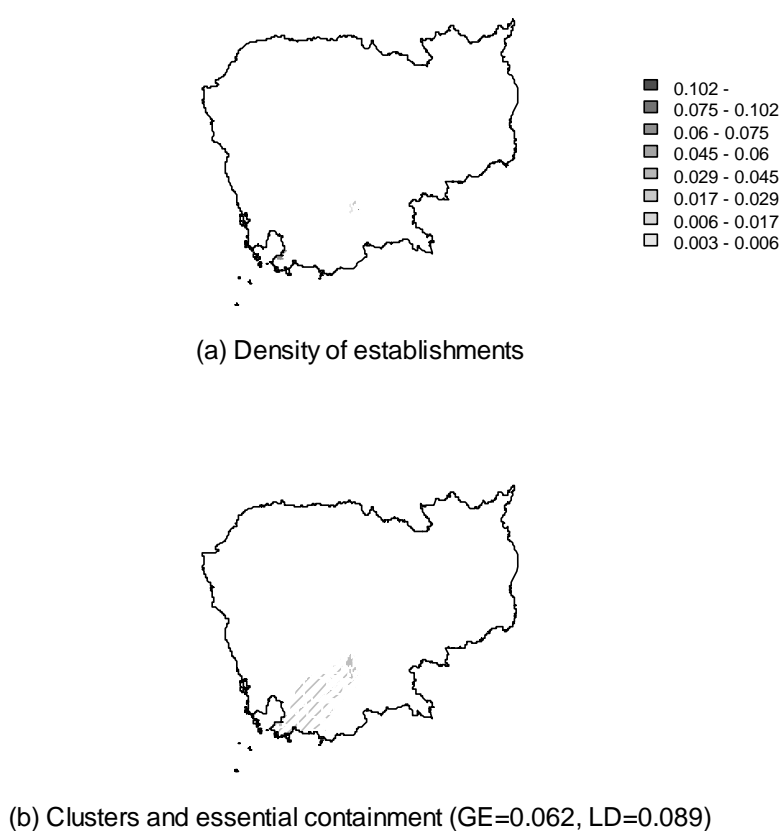 0.102 -
0.075 - 0.102
0.06 - 0.075
0.045 - 0.06
0.029 - 0.045
0.017 - 0.029
0.006 - 0.017
0.003 - 0.006
(a) Density of establishments
(b) Clusters and essential containment (GE=0.062, LD=0.089)